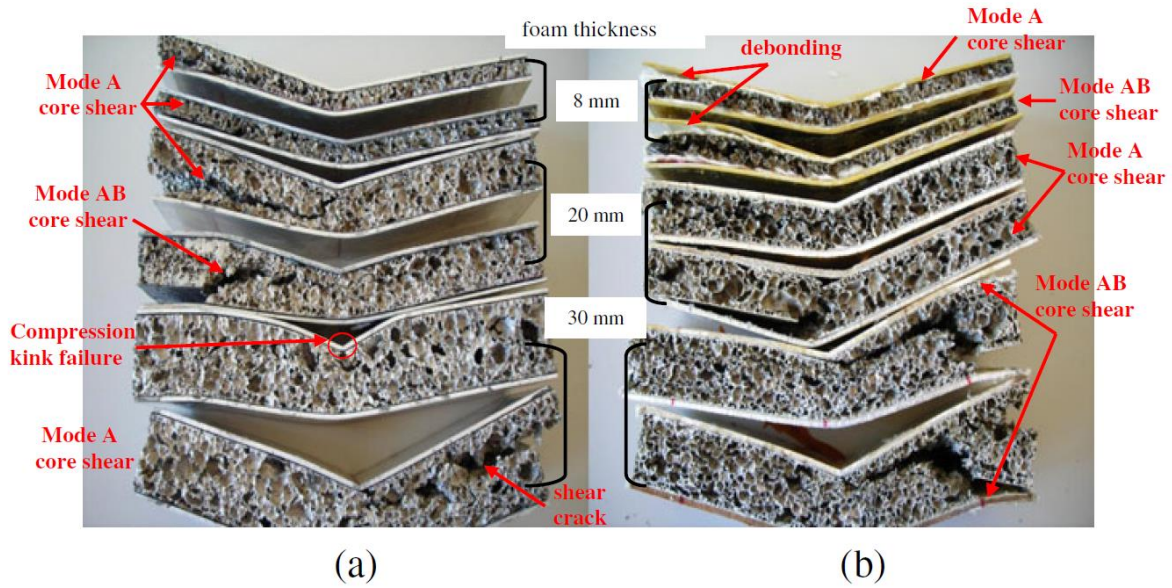 foam thickness
Mode A
core shear
8 mm
Mode AB
core shear
20 mm
Compression
kink failure
30 mm
Mode A
core shear
shear
crack
(a)
debonding
Mode A
core shear
Mode AB
core shear
Mode A
core shear
Mode AB
core shear
(b)